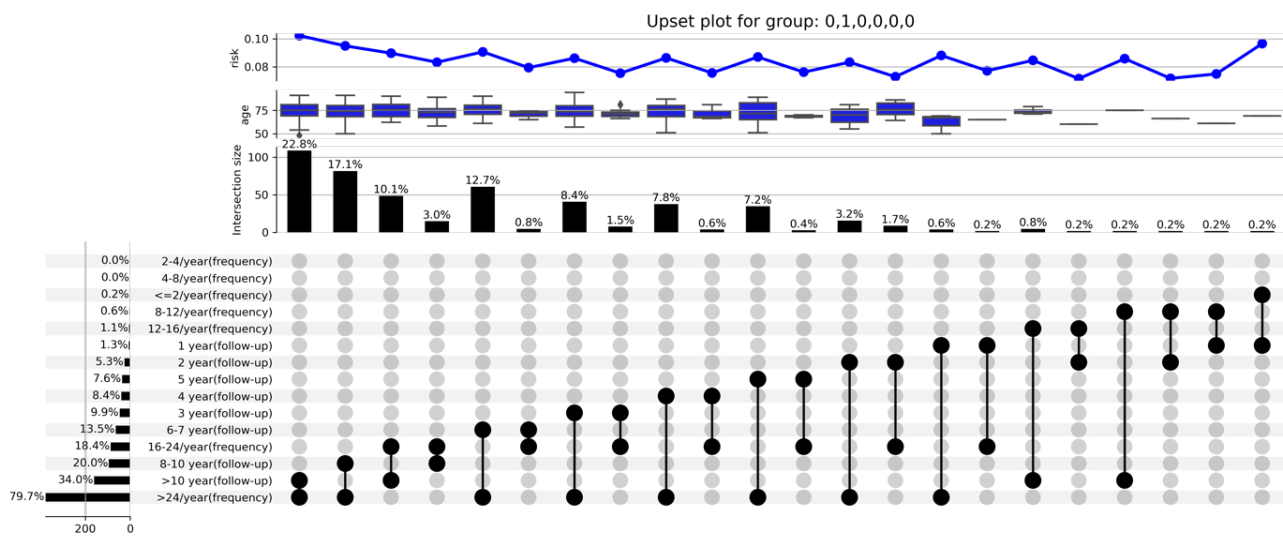 Upset plot for group: 0,1,0,0,0,0
0.10
0.08
risk
75
50
age
100
50
0
Intersection size
22.8%
17.1%
10.1%
3.0%
12.7%
0.8%
8.4%
1.5%
7.8%
0.6%
7.2%
0.4%
3.2%
1.7%
0.6%
0.2%
0.8%
0.2%
0.2%
0.2%
0.2%
0.2%
0.0% 2-4/year(frequency)
0.0% 4-8/year(frequency)
0.2% <=2/year(frequency)
0.6% 8-12/year(frequency)
1.1% 12-16/year(frequency)
1.3% 1 year(follow-up)
5.3% 2 year(follow-up)
7.6% 5 year(follow-up)
8.4% 4 year(follow-up)
9.9% 3 year(follow-up)
13.5% 6-7 year(follow-up)
18.4% 16-24/year(frequency)
20.0% 8-10 year(follow-up)
34.0% >10 year(follow-up)
79.7% >24/year(frequency)
200 0